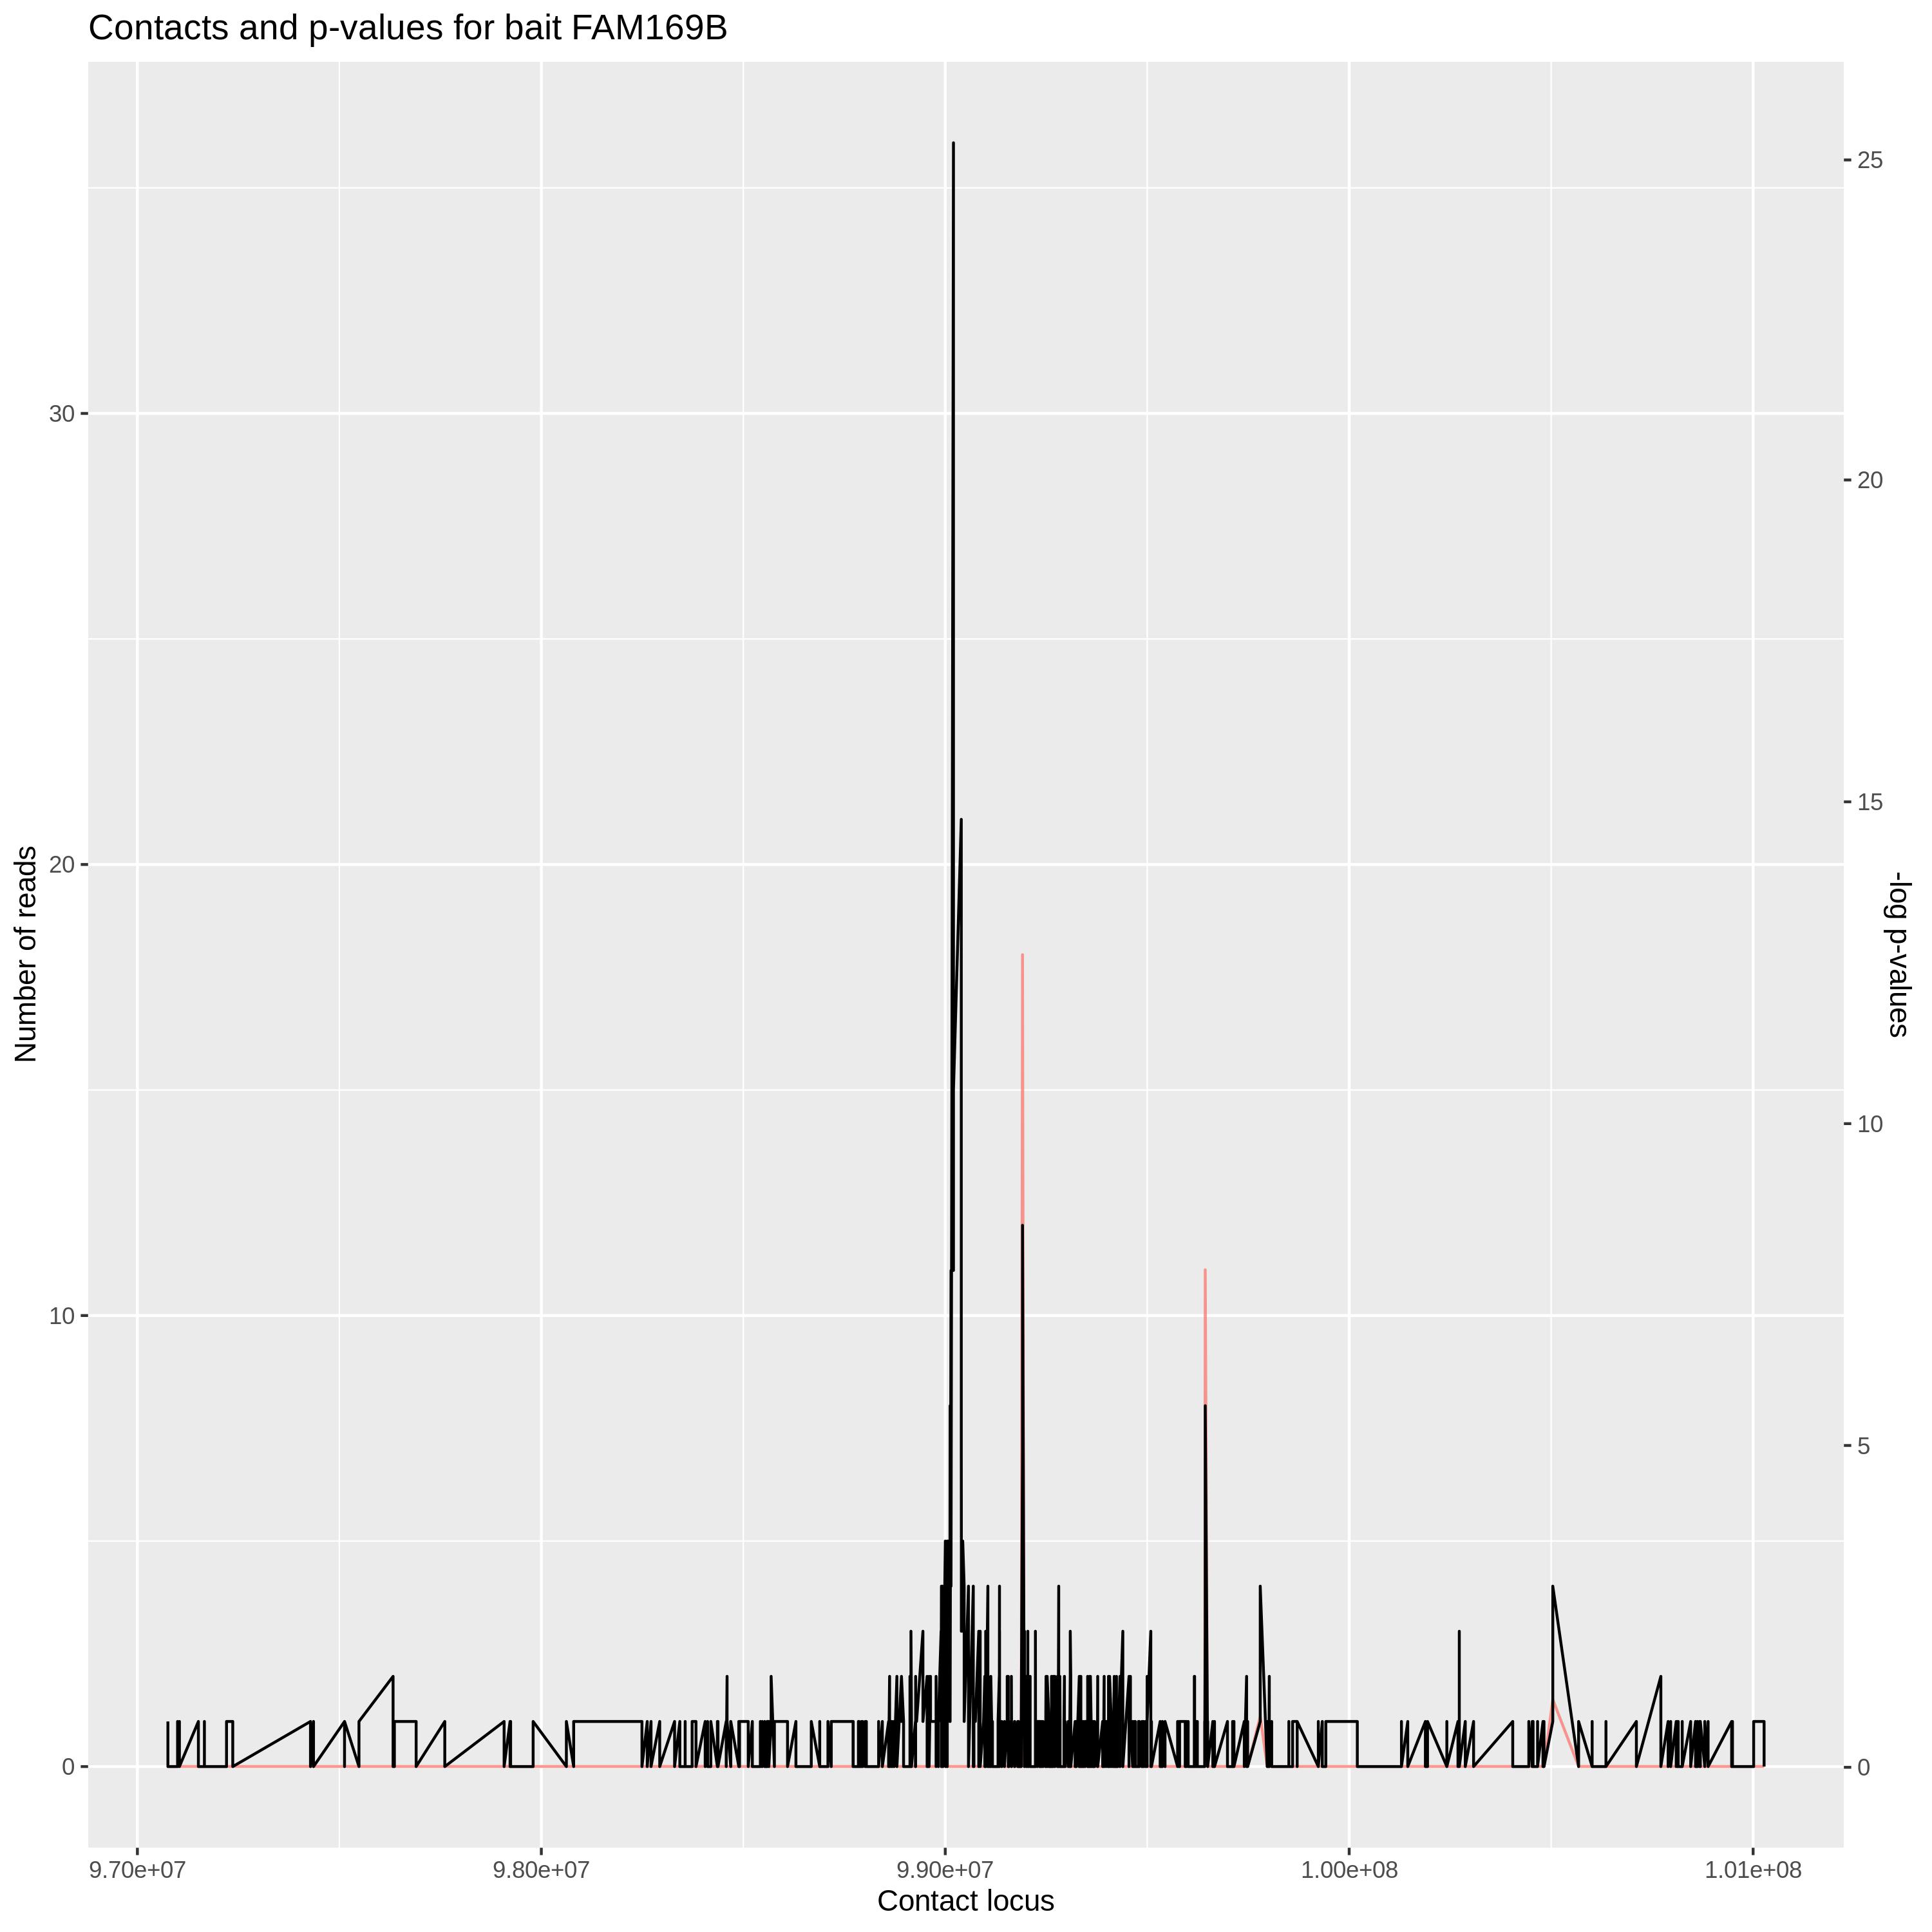 Contacts and p-values for bait FAM169B
Number of reads
30
20
10
0
25
20
15
10
5
0
-log p-values
9.70e+07 9.80e+07 9.90e+07 1.00e+08 1.01e+08
Contact locus